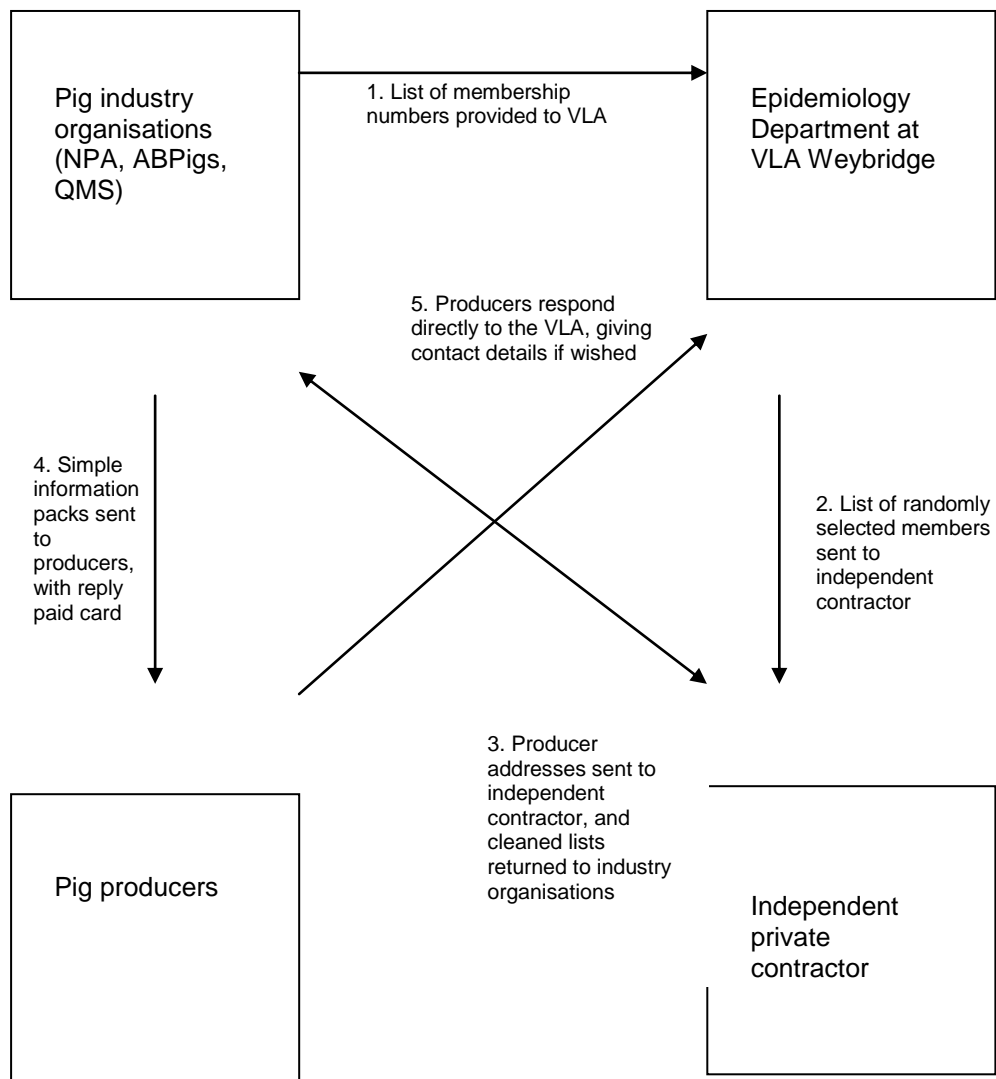 Pig industry
organisations
(NPA, ABPigs,
QMS)
1. List of membership
numbers provided to VLA
Epidemiology
Department at
VLA Weybridge
5. Producers respond
directly to the VLA, giving
contact details if wished
4. Simple
information
packs sent
to
producers,
with reply
paid card
2. List of randomly
selected members
sent to
independent
contractor
3. Producer
addresses sent to
independent
contractor, and
cleaned lists
returned to industry
organisations
Pig producers
Independent
private
contractor